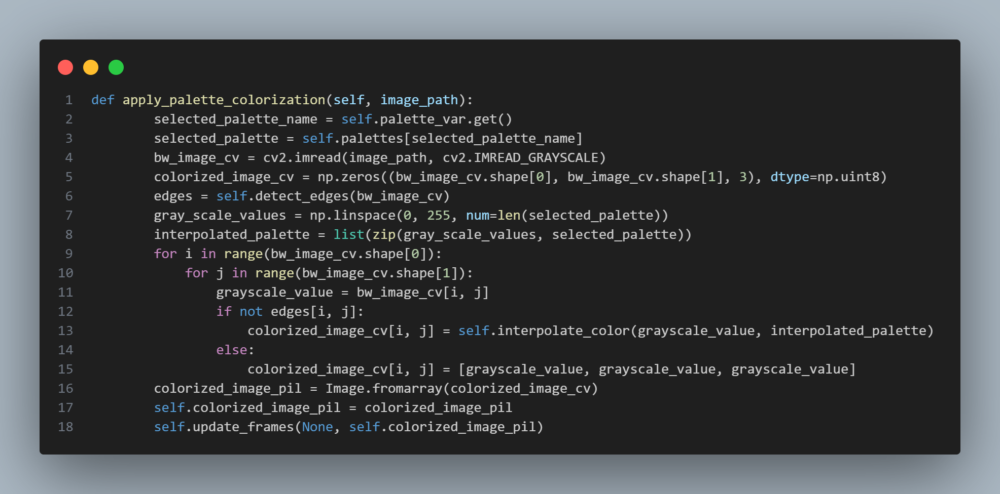 1 def apply_palette_colorization(self, image_path):
2         selected_palette_name = self.palette_var.get()
3         selected_palette = self.palettes[selected_palette_name]
4         bw_image_cv = cv2.imread(image_path, cv2.IMREAD_GRAYSCALE)
5         colorized_image_cv = np.zeros((bw_image_cv.shape[0], bw_image_cv.shape[1], 3), dtype=np.uint8)
6         edges = self.detect_edges(bw_image_cv)
7         gray_scale_values = np.linspace(0, 255, num=len(selected_palette))
8         interpolated_palette = list(zip(gray_scale_values, selected_palette))
9         for i in range(bw_image_cv.shape[0]):
10             for j in range(bw_image_cv.shape[1]):
11                 grayscale_value = bw_image_cv[i, j]
12                 if not edges[i, j]:
13                     colorized_image_cv[i, j] = self.interpolate_color(grayscale_value, interpolated_palette)
14                 else:
15                     colorized_image_cv[i, j] = [grayscale_value, grayscale_value, grayscale_value]
16         colorized_image_pil = Image.fromarray(colorized_image_cv)
17         self.colorized_image_pil = colorized_image_pil
18         self.update_frames(None, self.colorized_image_pil)